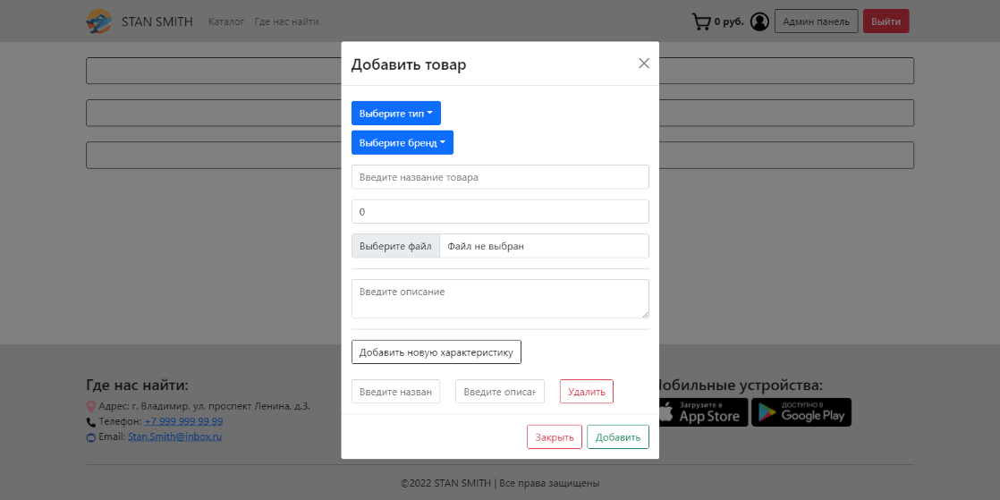 STAN SMITH Каталог Где нас найти 0 руб. Админ панель Выйти
Добавить товар
Выберите тип
Выберите бренд
Введите название товара
0
Выберите файл Файл не выбран
Введите описание
Добавить новую характеристику
Введите назван Введите описан Удалить
Закрыть Добавить
Где нас найти:
Адрес: г. Владимир, ул. проспект Ленина, д.3.
Телефон: +7 999 999 99 99
Email: Stan.Smith@inbox.ru
Мобильные устройства:
Загрузите в
App Store
ДОСТУПНО В
Google Play
©2022 STAN SMITH | Все права защищены